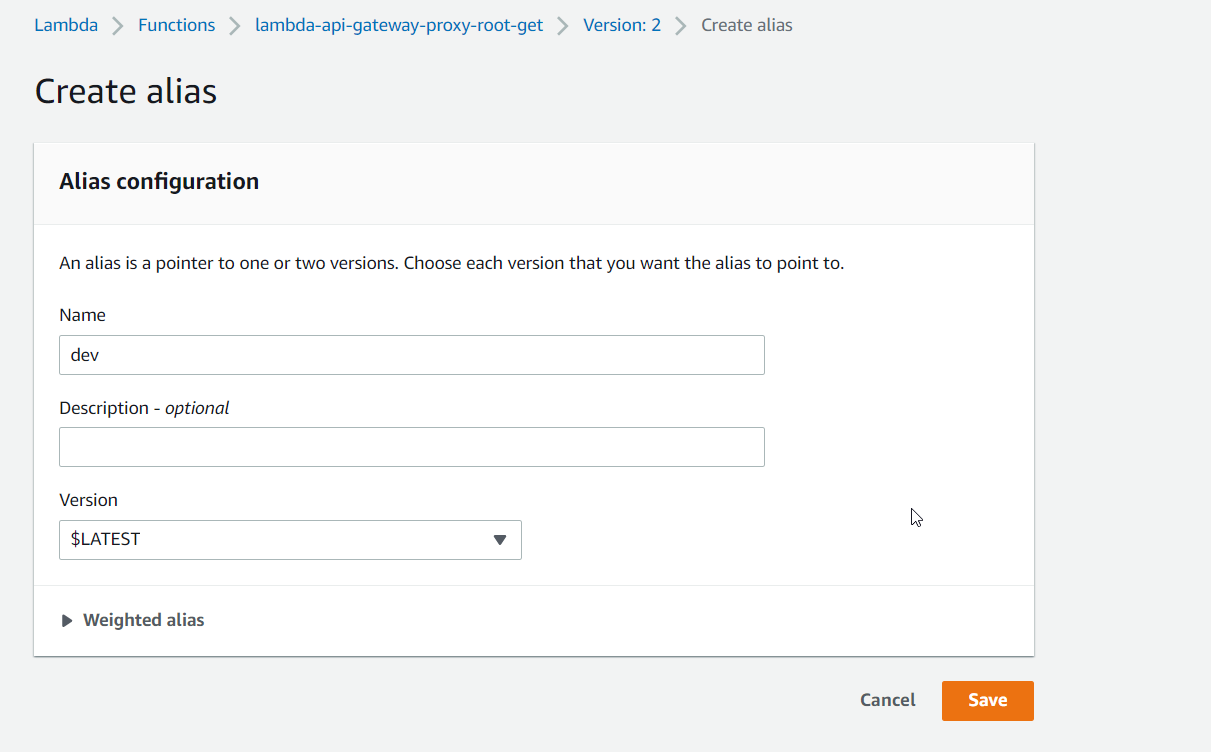 Lambda > Functions > lambda-api-gateway-proxy-root-get > Version: 2 > Create alias
Create alias
Alias configuration
An alias is a pointer to one or two versions. Choose each version that you want the alias to point to.
Name
dev
Description - optional
Version
$LATEST
Weighted alias
Cancel Save